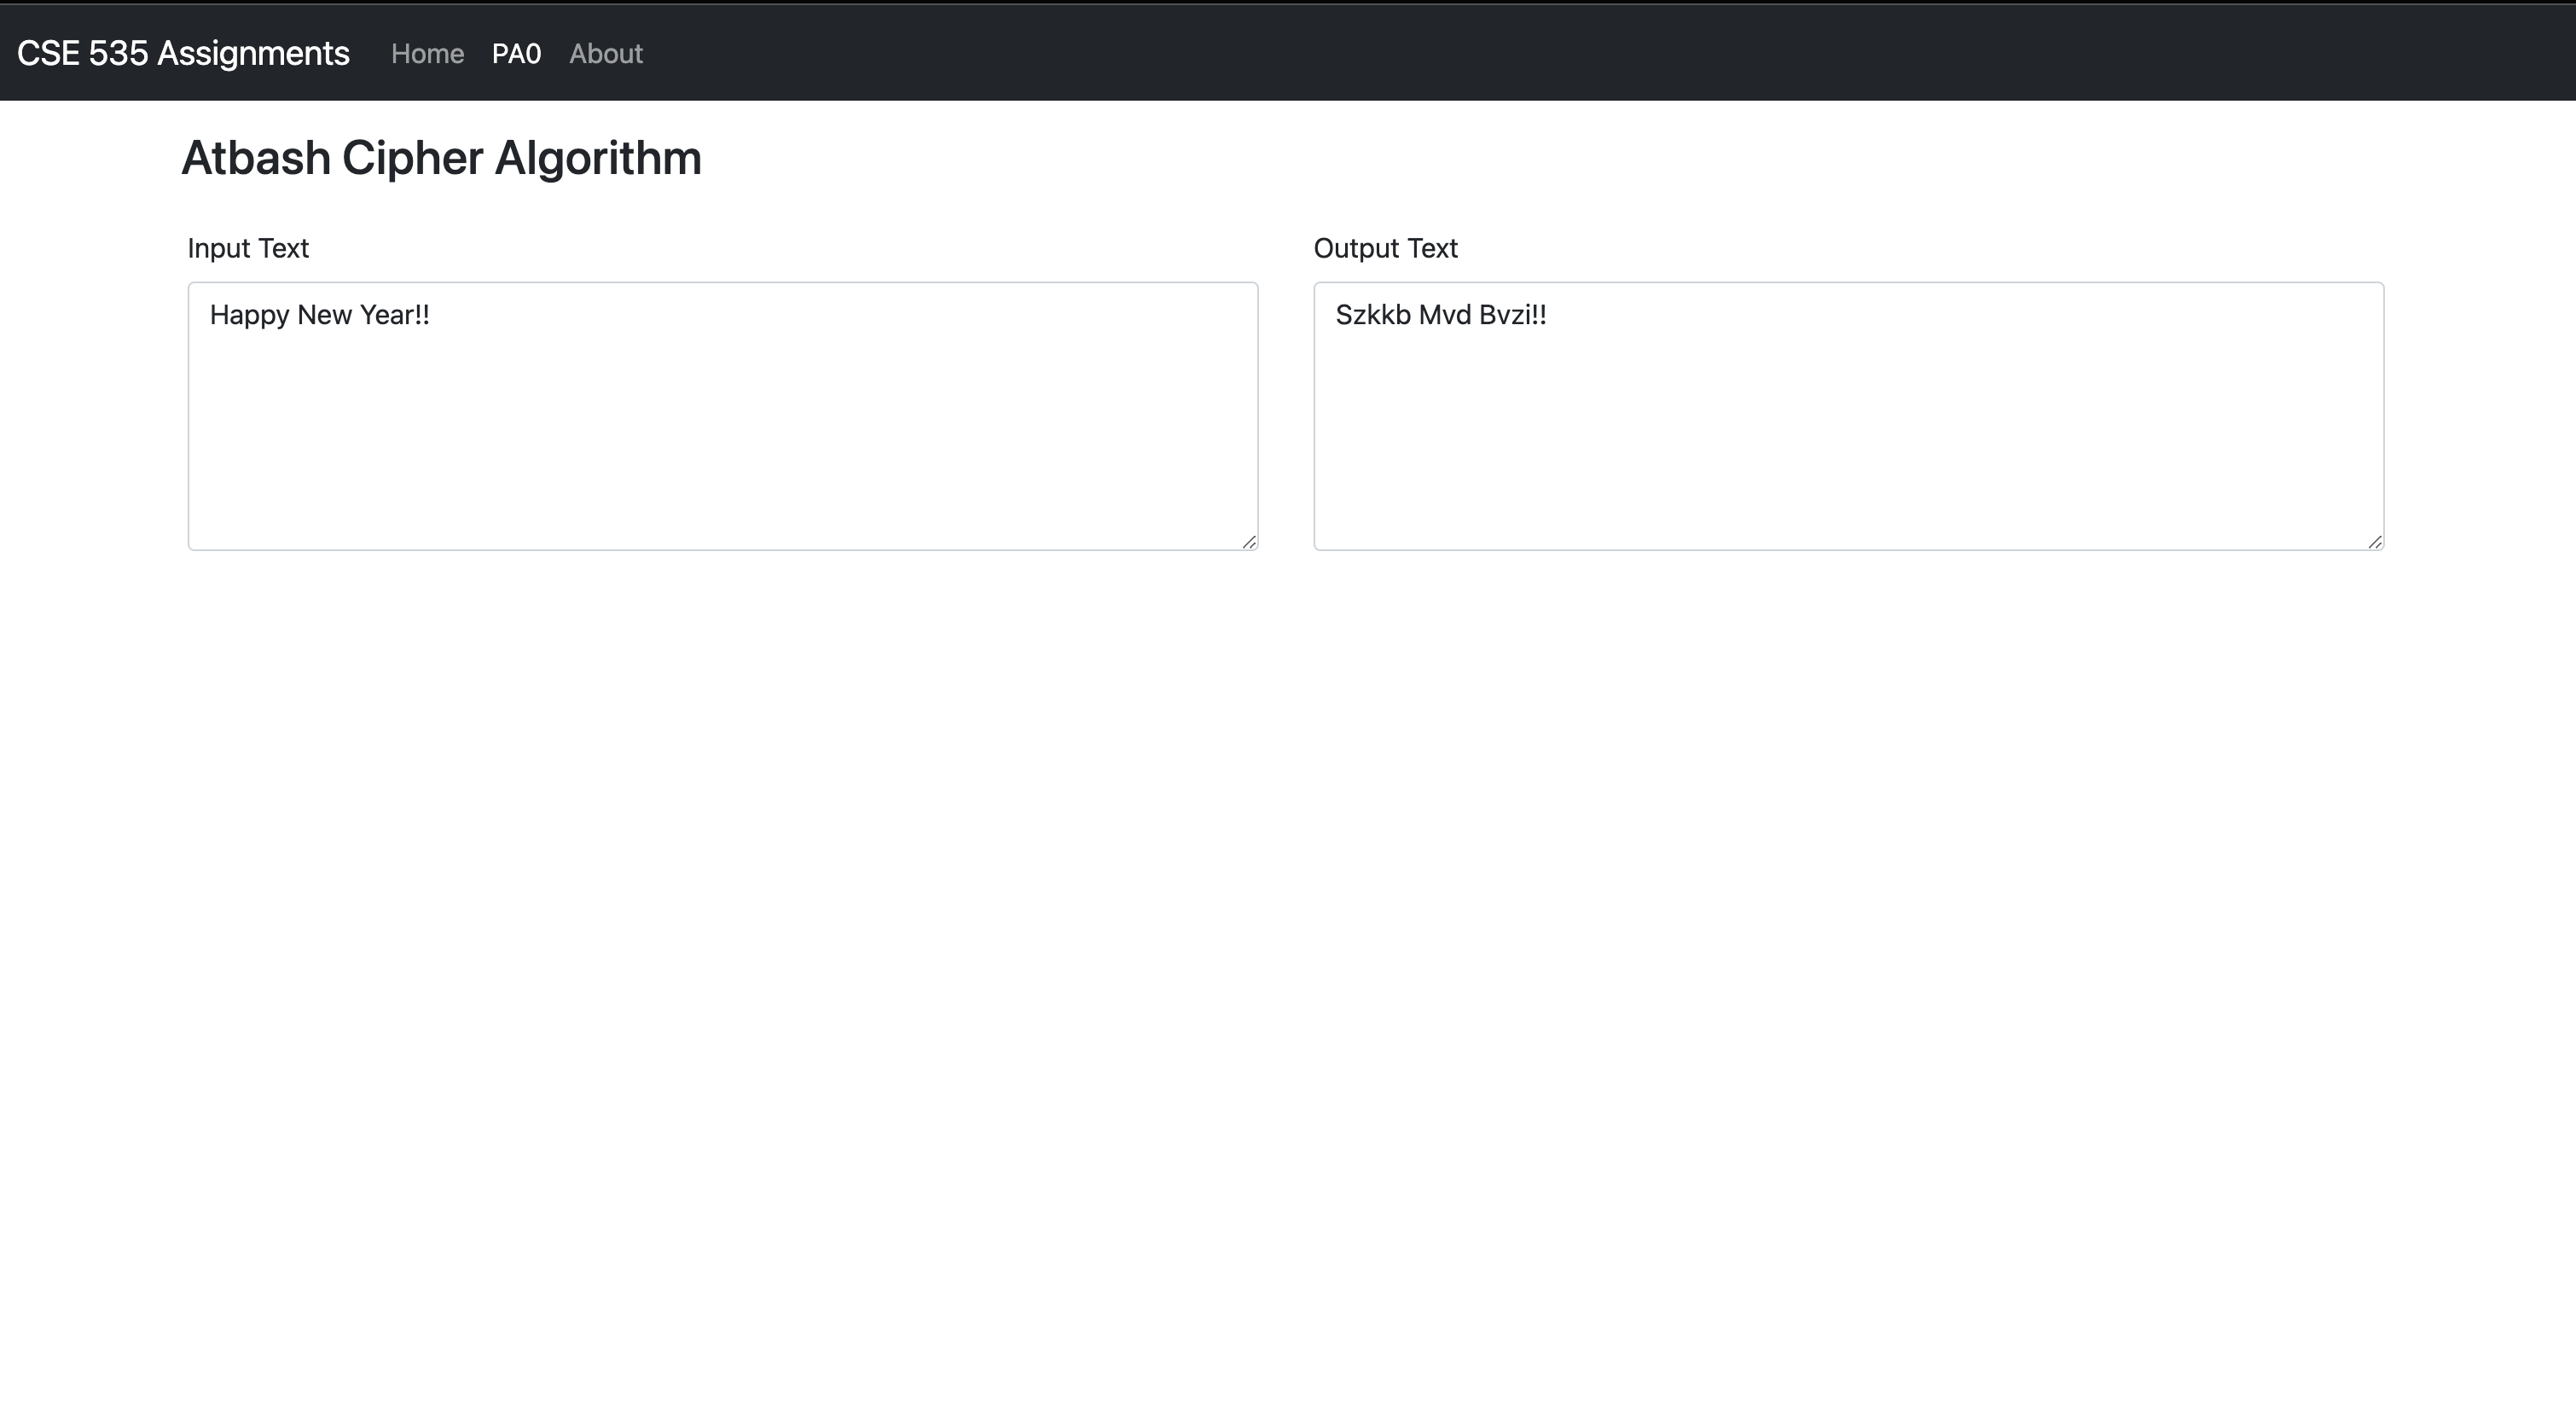 CSE 535 Assignments Home PA0 About
Atbash Cipher Algorithm
Input Text
Happy New Year!!
Output Text
Szkkb Mvd Bvzi!!